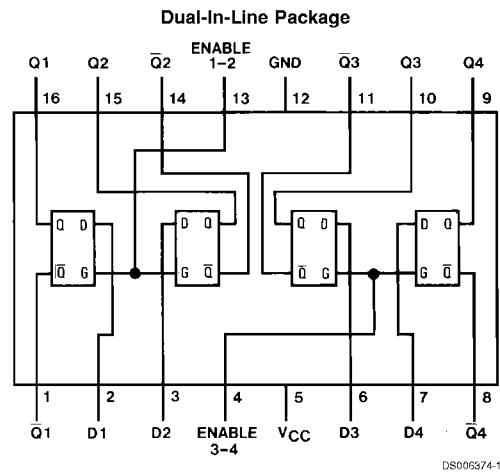 Dual-In-Line Package
ENABLE
Q1 Q2 Q̅2 1–2 GND Q̅3 Q3 Q4
16 15 14 13 12 11 10 9
Q D D Q Q D D Q
Q̅ G G Q̅ Q̅ G G Q̅
1 2 3 4 5 6 7 8
Q̅1 D1 D2 ENABLE VCC D3 D4 Q̅4
3–4
DS006374-1